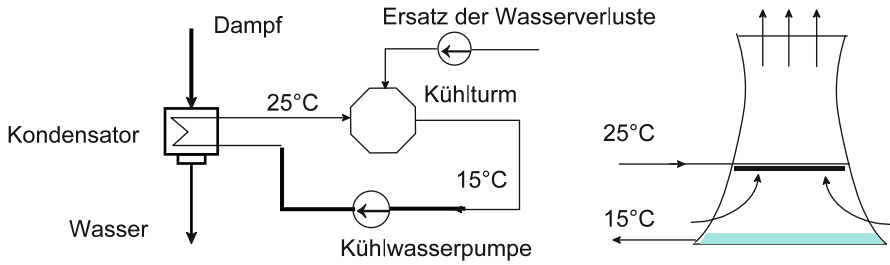 Ersatz der Wasserverluste
Dampf
25°C
Kühlturm
Kondensator
15°C
Wasser
Kühlwasserpumpe
25°C
15°C